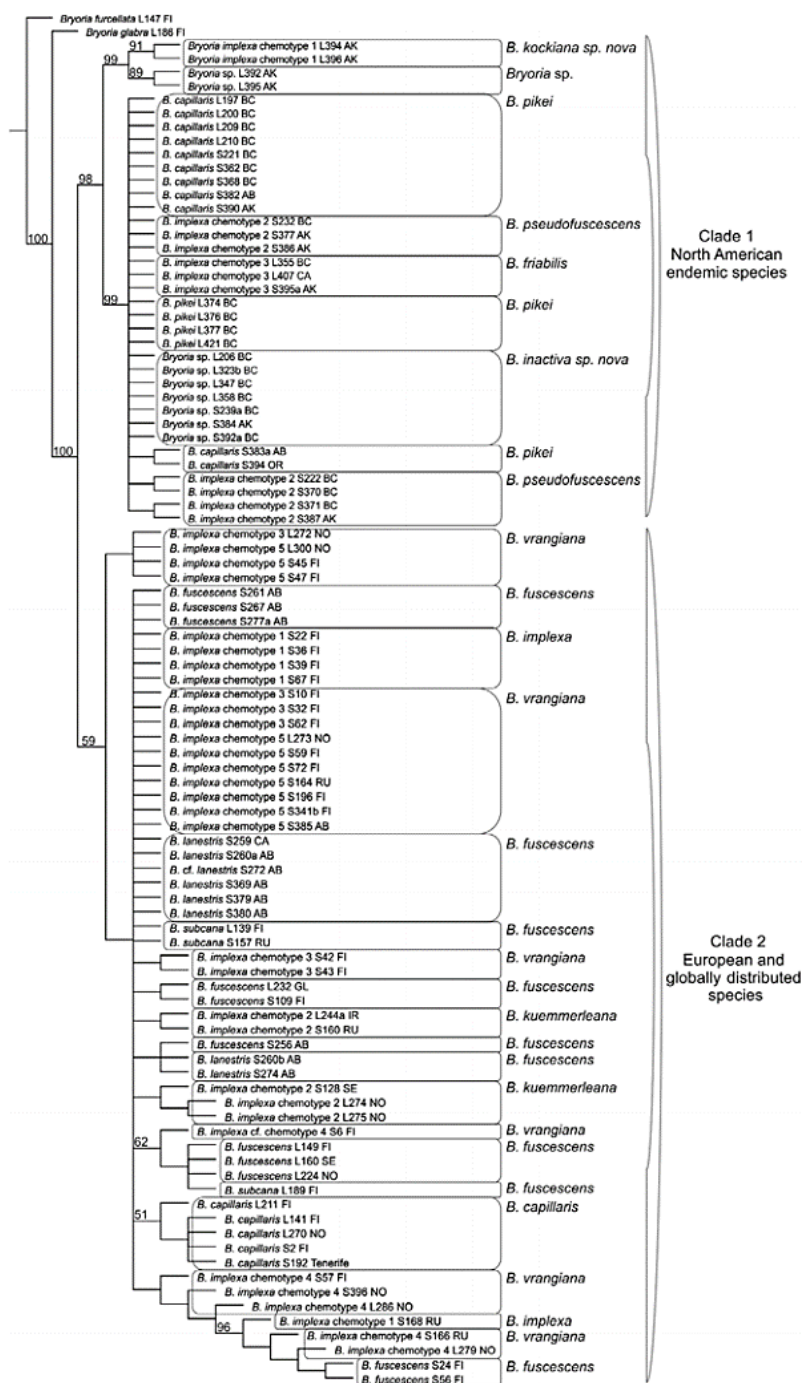 Bryoria furcellata L147 FI
Bryoria glabra L186 FI
91
Bryoria implexa chemotype 1 L394 AK
Bryoria implexa chemotype 1 L396 AK
B. kockiana sp. nova
99
89
Bryoria sp. L392 AK
Bryoria sp. L395 AK
Bryoria sp.
B. capillaris L197 BC
B. pikei
B. capillaris L200 BC
B. capillaris L209 BC
B. capillaris L210 BC
B. capillaris S221 BC
B. capillaris S362 BC
B. capillaris S368 BC
98
B. capillaris S382 AB
B. capillaris S390 AK
B. implexa chemotype 2 S232 BC
B. pseudofuscescens
B. implexa chemotype 2 S377 AK
100
B. implexa chemotype 2 S386 AK
Clade 1
North American
endemic species
B. implexa chemotype 3 L355 BC
B. friabilis
B. implexa chemotype 3 L407 CA
B. implexa chemotype 3 S395a AK
99
B. pikei L374 BC
B. pikei
B. pikei L376 BC
B. pikei L377 BC
B. pikei L421 BC
Bryoria sp. L206 BC
B. inactiva sp. nova
Bryoria sp. L323b BC
Bryoria sp. L347 BC
Bryoria sp. L358 BC
Bryoria sp. S239a BC
Bryoria sp. S384 AK
Bryoria sp. S392a BC
100
B. capillaris S383a AB
B. pikei
B. capillaris S394 OR
B. implexa chemotype 2 S222 BC
B. pseudofuscescens
B. implexa chemotype 2 S370 BC
B. implexa chemotype 2 S371 BC
B. implexa chemotype 2 S387 AK
B. implexa chemotype 3 L272 NO
B. vrangiana
B. implexa chemotype 5 L300 NO
B. implexa chemotype 5 S45 FI
B. implexa chemotype 5 S47 FI
B. fuscescens S261 AB
B. fuscescens
B. fuscescens S267 AB
B. fuscescens S277a AB
B. implexa chemotype 1 S22 FI
B. implexa
B. implexa chemotype 1 S36 FI
B. implexa chemotype 1 S39 FI
B. implexa chemotype 1 S67 FI
B. implexa chemotype 3 S10 FI
B. vrangiana
B. implexa chemotype 3 S32 FI
B. implexa chemotype 3 S62 FI
59
B. implexa chemotype 5 L273 NO
B. implexa chemotype 5 S59 FI
B. implexa chemotype 5 S72 FI
B. implexa chemotype 5 S164 RU
B. implexa chemotype 5 S196 FI
B. implexa chemotype 5 S341b FI
B. implexa chemotype 5 S385 AB
B. lanestris S259 CA
B. fuscescens
B. lanestris S260a AB
B. cf. lanestris S272 AB
B. lanestris S369 AB
B. lanestris S379 AB
B. lanestris S380 AB
B. subcana L139 FI
B. fuscescens
B. subcana S157 RU
Clade 2
European and
globally distributed
species
B. implexa chemotype 3 S42 FI
B. vrangiana
B. implexa chemotype 3 S43 FI
B. fuscescens L232 GL
B. fuscescens
B. fuscescens S109 FI
B. implexa chemotype 2 L244a IR
B. kuemmerleana
B. implexa chemotype 2 S160 RU
B. fuscescens S256 AB
B. fuscescens
B. lanestris S260b AB
B. fuscescens
B. lanestris S274 AB
B. implexa chemotype 2 S128 SE
B. kuemmerleana
B. implexa chemotype 2 L274 NO
B. implexa chemotype 2 L275 NO
62
B. implexa cf. chemotype 4 S6 FI
B. vrangiana
B. fuscescens L149 FI
B. fuscescens
B. fuscescens L160 SE
B. fuscescens L224 NO
B. subcana L189 FI
B. fuscescens
51
B. capillaris L211 FI
B. capillaris
B. capillaris L141 FI
B. capillaris L270 NO
B. capillaris S2 FI
B. capillaris S192 Tenerife
B. implexa chemotype 4 S57 FI
B. vrangiana
B. implexa chemotype 4 S396 NO
B. implexa chemotype 4 L286 NO
96
B. implexa chemotype 1 S168 RU
B. implexa
B. implexa chemotype 4 S166 RU
B. vrangiana
B. implexa chemotype 4 L279 NO
B. fuscescens S24 FI
B. fuscescens
B. fuscescens S56 FI